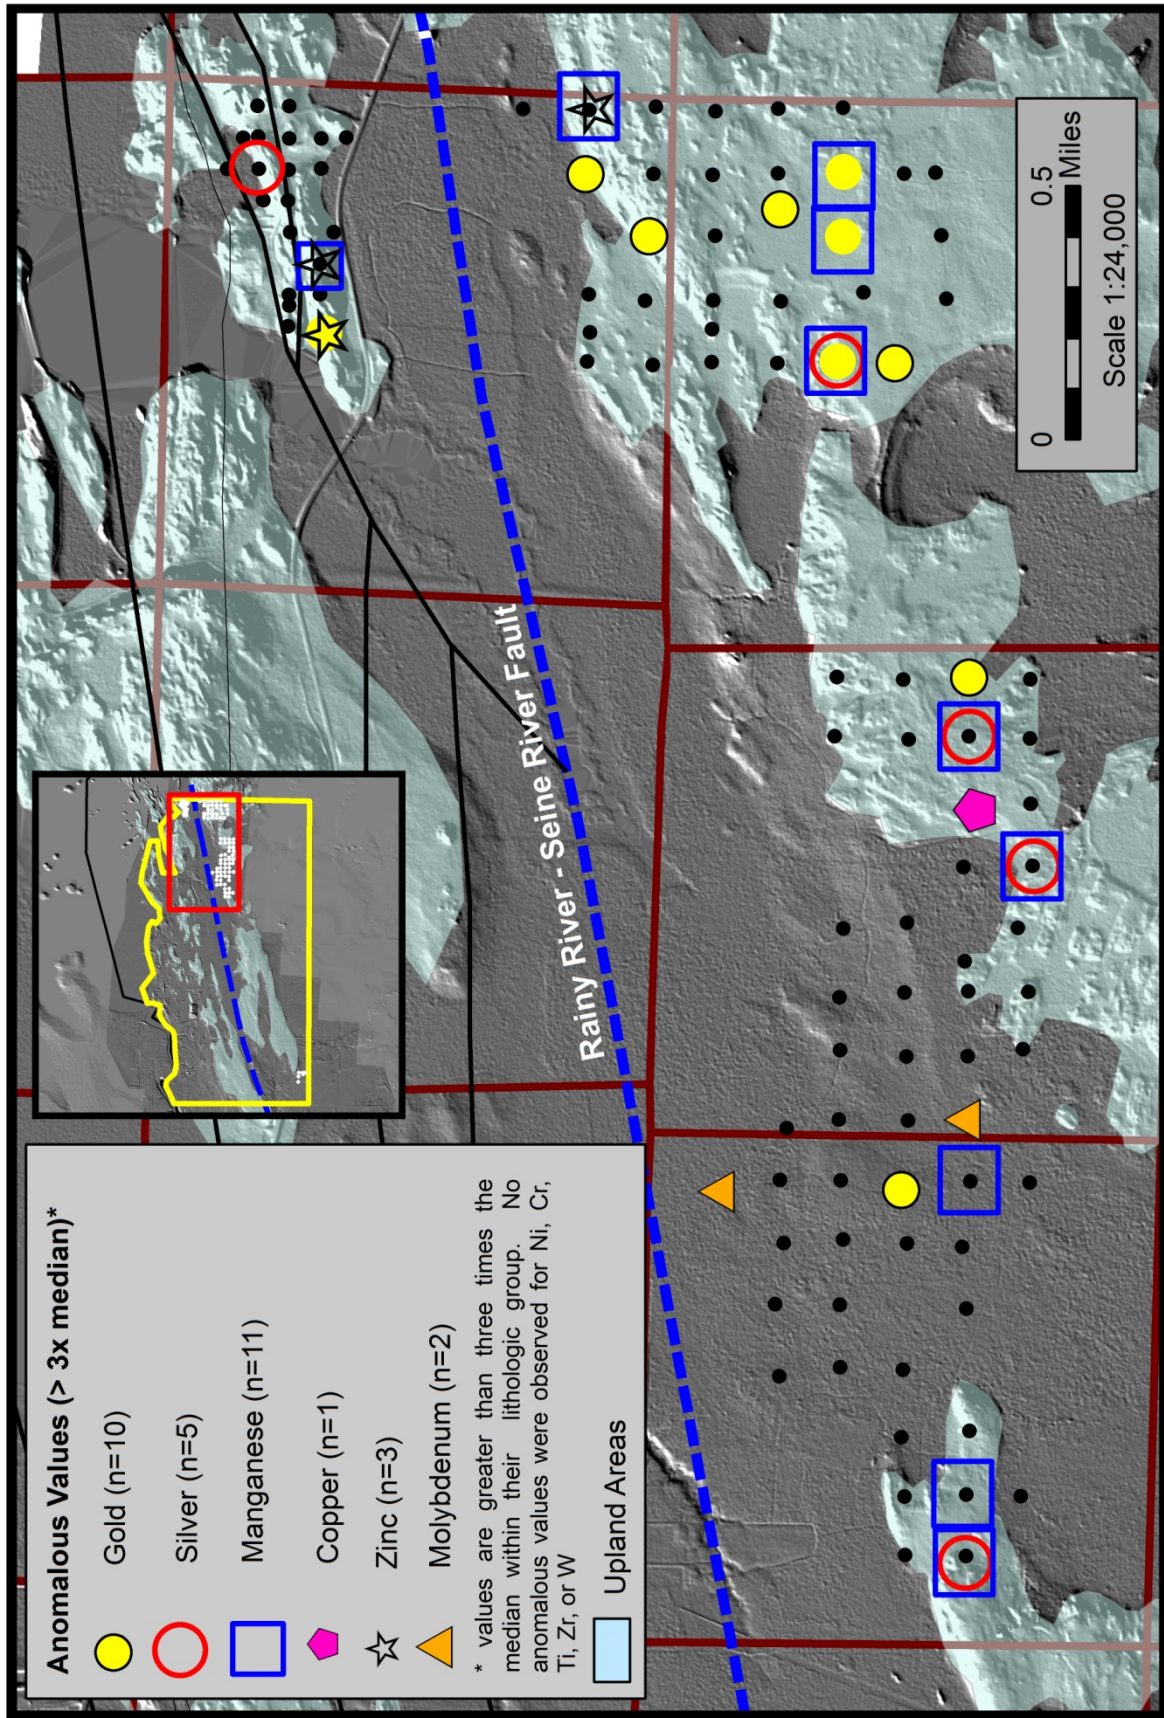 Anomalous Values (> 3x median)*
Gold (n=10)
Silver (n=5)
Manganese (n=11)
Copper (n=1)
Zinc (n=3)
Molybdenum (n=2)
* values are greater than three times the
median within their lithologic group. No
anomalous values were observed for Ni, Cr,
Ti, Zr, or W
Upland Areas
Rainy River - Seine River Fault
0 0.5
Miles
Scale 1:24,000